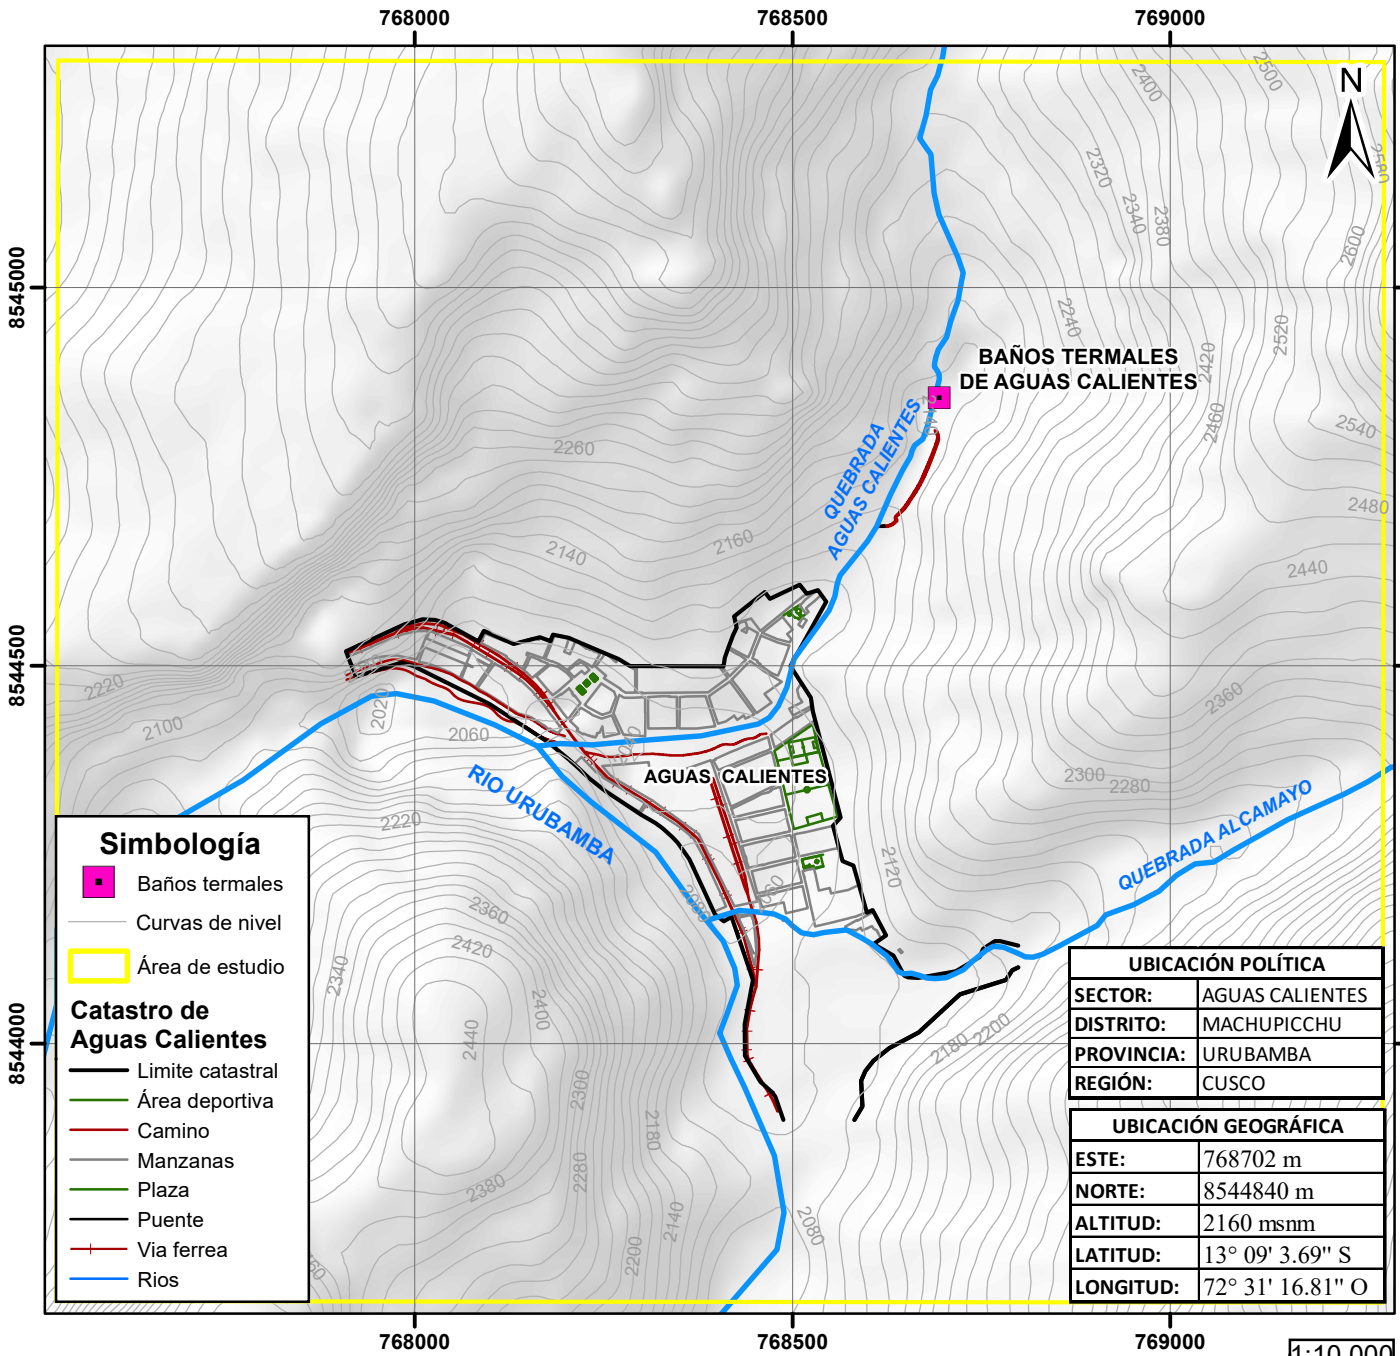 768000
768500
769000
N
2400
2500
2580
2320
2340
2380
2600
8545000
2240
2420
2520
2460
BAÑOS TERMALES
DE AGUAS CALIENTES
QUEBRADA
AGUAS CALIENTES
2540
2260
2480
2160
2140
2440
8544500
2220
2100
2020
2060
2360
AGUAS CALIENTES
RIO URUBAMBA
2300
2280
QUEBRADA ALCAMAYO
2220
2120
2080
2360
2420
2340
2400
2440
2180
2200
8544000
2300
2180
2280
2380
2140
2200
2080
Simbología
Baños termales
Curvas de nivel
Área de estudio
Catastro de
Aguas Calientes
Limite catastral
Área deportiva
Camino
Manzanas
Plaza
Puente
Via ferrea
Rios
UBICACIÓN POLÍTICA
SECTOR: AGUAS CALIENTES
DISTRITO: MACHUPICCHU
PROVINCIA: URUBAMBA
REGIÓN: CUSCO
UBICACIÓN GEOGRÁFICA
ESTE: 768702 m
NORTE: 8544840 m
ALTITUD: 2160 msnm
LATITUD: 13° 09' 3.69" S
LONGITUD: 72° 31' 16.81" O
768000
768500
769000
1:10,000